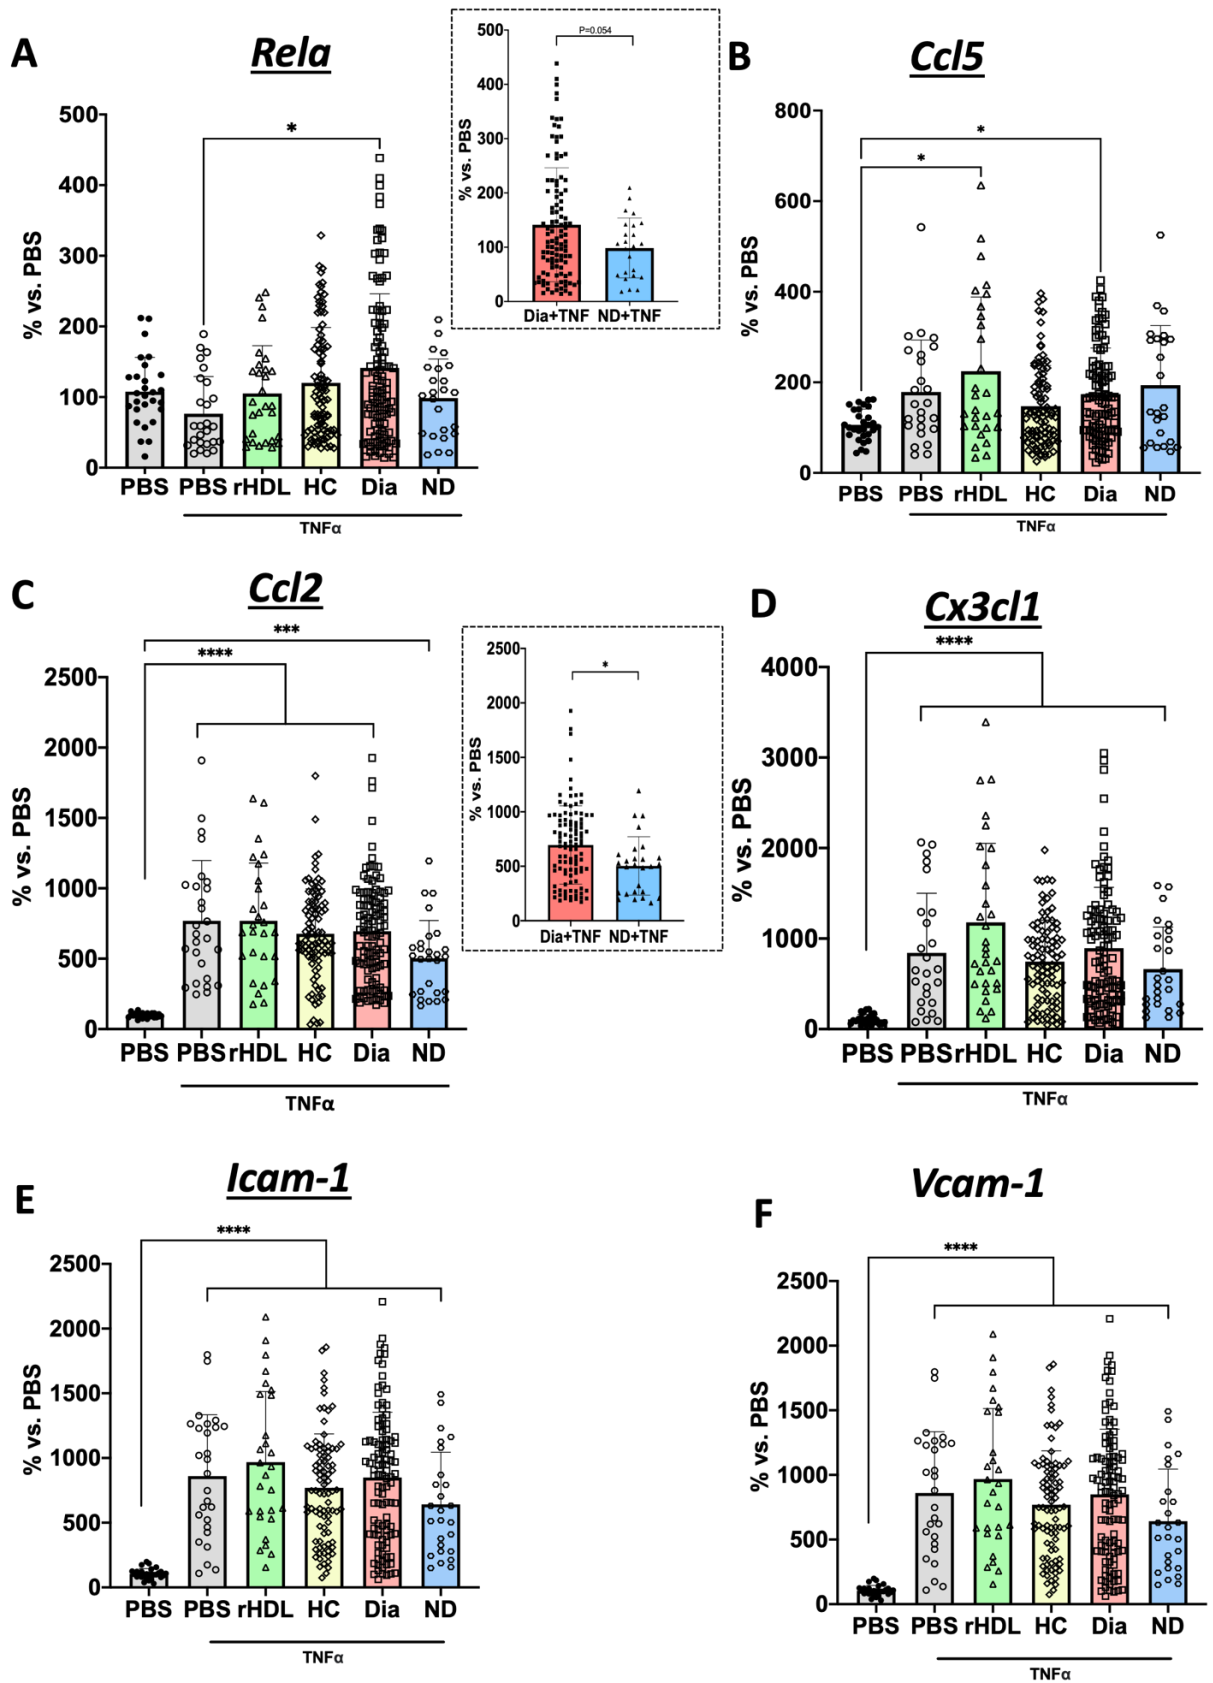 A
Rela
% vs. PBS
500
400
300
200
100
0
*
PBS PBS rHDL HC Dia ND
TNFα
500
400
300
200
100
0
% vs. PBS
P=0.054
Dia+TNF ND+TNF
B
Ccl5
% vs. PBS
800
600
400
200
0
*
*
PBS PBS rHDL HC Dia ND
TNFα
C
Ccl2
% vs. PBS
2500
2000
1500
1000
500
0
***
****
PBS PBS rHDL HC Dia ND
TNFα
2500
2000
1500
1000
500
0
% vs. PBS
*
Dia+TNF ND+TNF
D
Cx3cl1
% vs. PBS
4000
3000
2000
1000
0
****
PBS PBS rHDL HC Dia ND
TNFα
E
Icam-1
% vs. PBS
2500
2000
1500
1000
500
0
****
PBS PBS rHDL HC Dia ND
TNFα
F
Vcam-1
% vs. PBS
2500
2000
1500
1000
500
0
****
PBS PBS rHDL HC Dia ND
TNFα